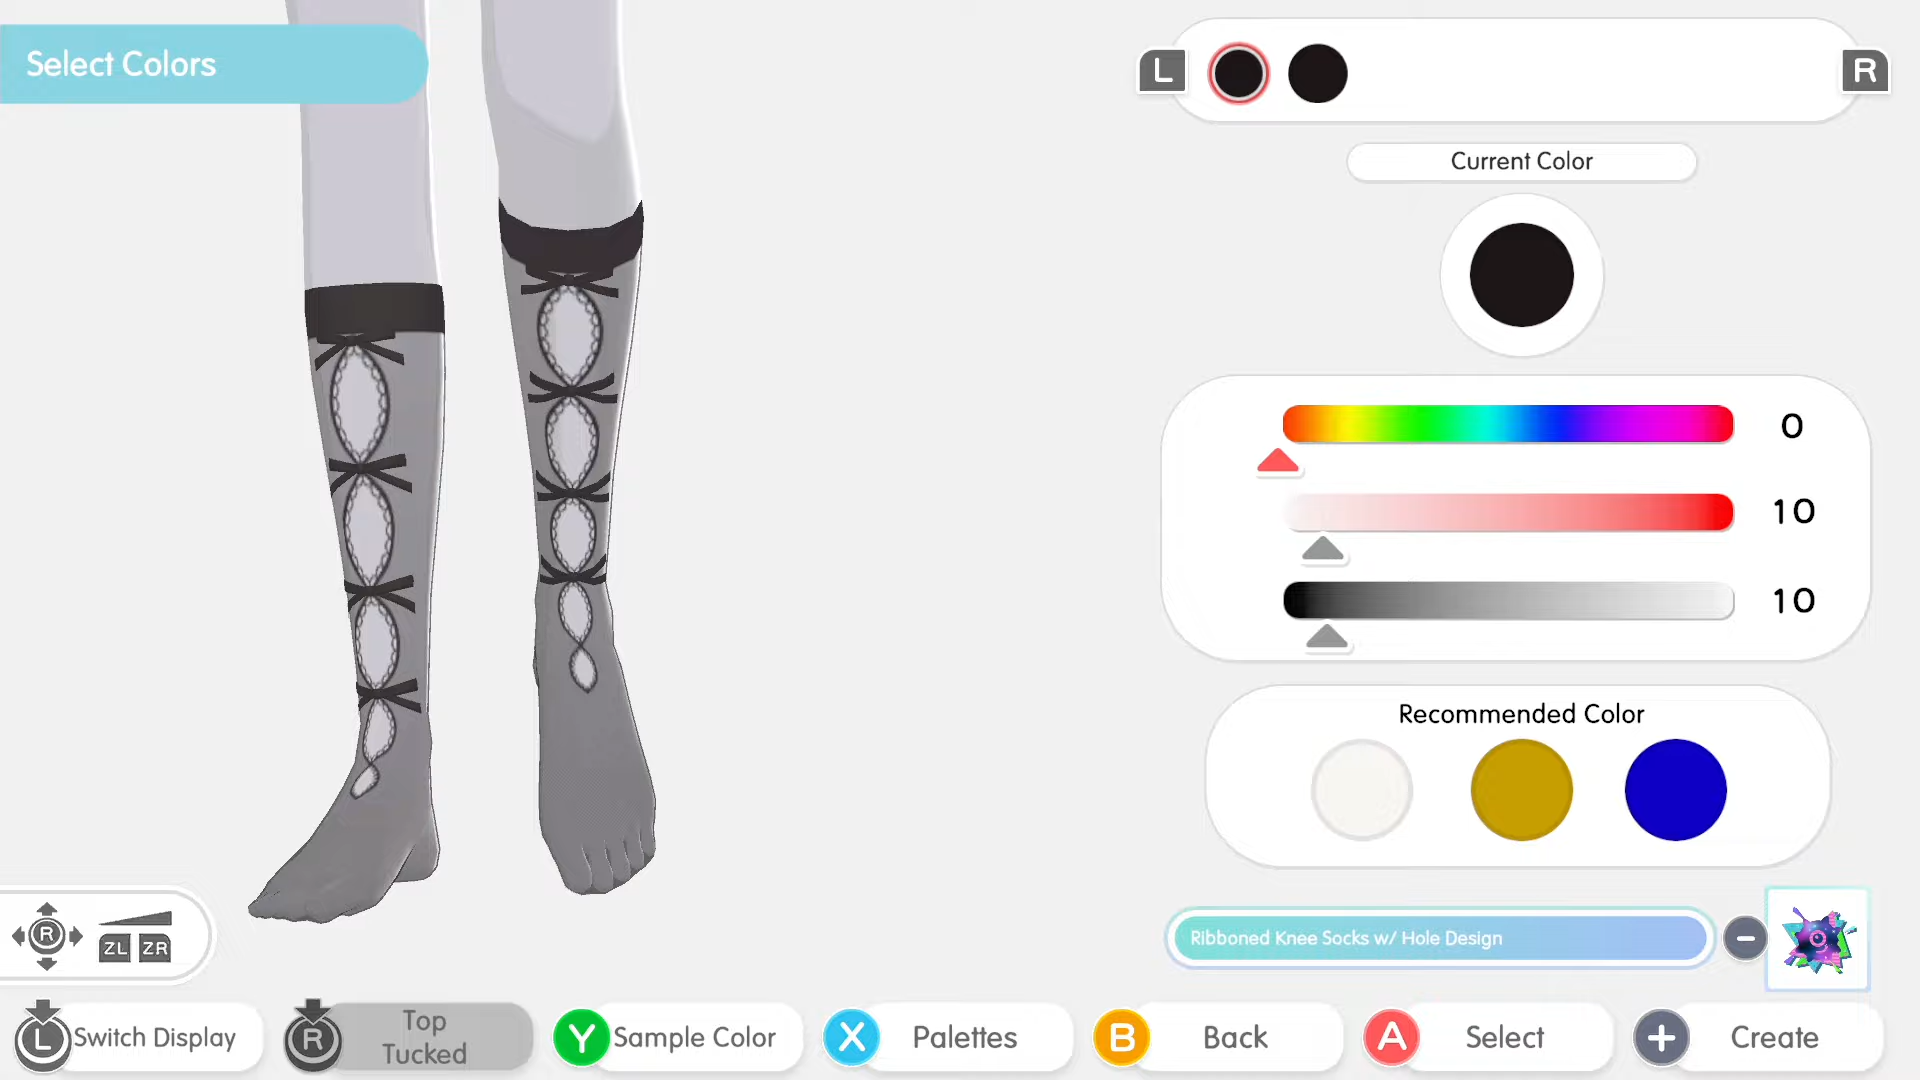 Select Colors
L
R
Current Color
0
10
10
Recommended Color
Ribboned Knee Socks w/ Hole Design
R
ZL ZR
L Switch Display
R Top
Tucked
Y Sample Color
X Palettes
B Back
A Select
+ Create